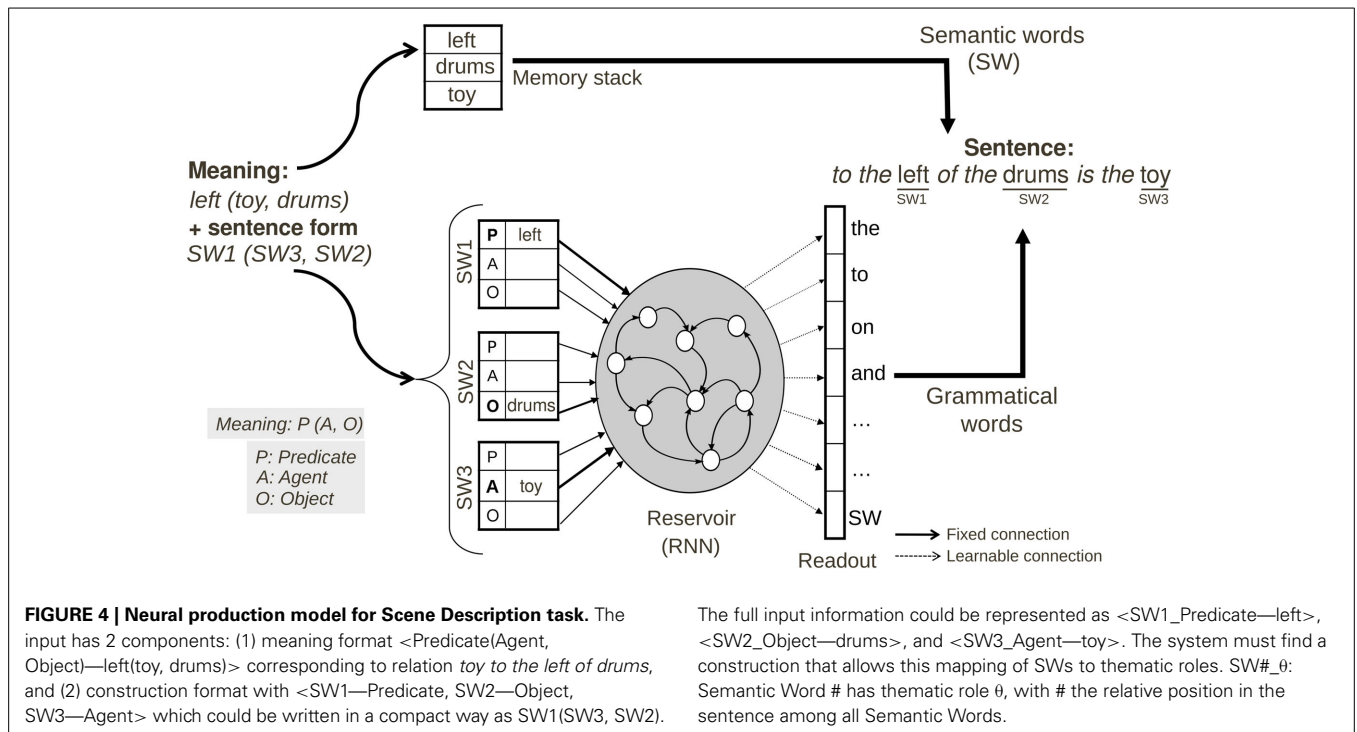 left
drums
toy
Memory stack
Semantic words
(SW)
Meaning:
left (toy, drums)
+ sentence form
SW1 (SW3, SW2)
Sentence:
to the left of the drums is the toy
SW1 SW2 SW3
SW1
P left
A
O
SW2
P
A
O drums
SW3
P
A toy
O
Meaning: P (A, O)
P: Predicate
A: Agent
O: Object
Reservoir
(RNN)
the
to
on
and
...
...
SW
Readout
Grammatical
words
Fixed connection
Learnable connection
FIGURE 4 | Neural production model for Scene Description task. The
input has 2 components: (1) meaning format <Predicate(Agent,
Object)—left(toy, drums)> corresponding to relation toy to the left of drums,
and (2) construction format with <SW1—Predicate, SW2—Object,
SW3—Agent> which could be written in a compact way as SW1(SW3, SW2).
The full input information could be represented as <SW1_Predicate—left>,
<SW2_Object—drums>, and <SW3_Agent—toy>. The system must find a
construction that allows this mapping of SWs to thematic roles. SW#_θ:
Semantic Word # has thematic role θ, with # the relative position in the
sentence among all Semantic Words.